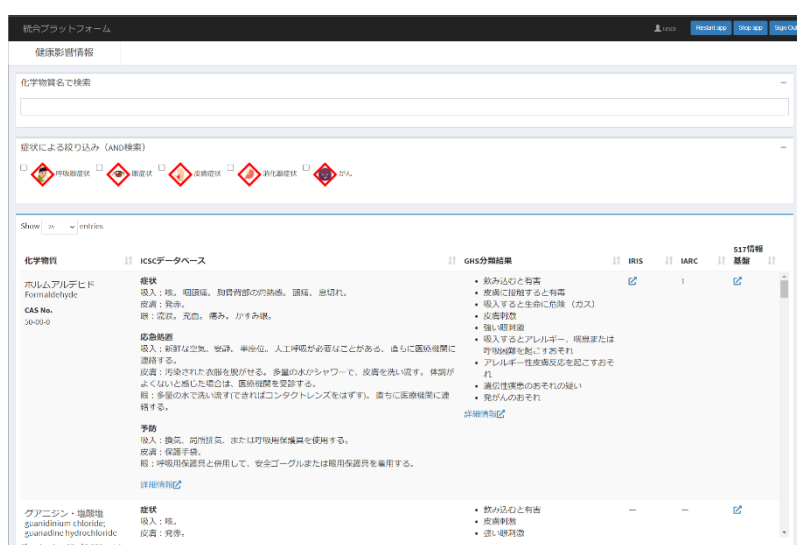 統合プラットフォーム
user
Restart app
Stop app
Sign Out
健康影響情報
化学物質名で検索
症状による絞り込み（AND検索）
呼吸器症状
眼症状
皮膚症状
消化器症状
がん
Show 25 entries
化学物質
ICSCデータベース
GHS分類結果
IRIS
IARC
517情報
基盤
ホルムアルデヒド
Formaldehyde
CAS No.
50-00-0
症状
吸入：咳。 咽頭痛。 胸骨背部の灼熱感。 頭痛。 息切れ。
皮膚：発赤。
眼：流涙。 充血。 痛み。 かすみ眼。
応急処置
吸入：新鮮な空気、安静。 半座位。 人工呼吸が必要なことがある。 直ちに医療機関に
連絡する。
皮膚：汚染された衣服を脱がせる。 多量の水かシャワーで、皮膚を洗い流す。 体調が
よくないと感じた場合は、医療機関を受診する。
眼：多量の水で洗い流す(できればコンタクトレンズをはずす)。 直ちに医療機関に連
絡する。
予防
吸入：換気、局所排気、または呼吸用保護具を使用する。
皮膚：保護手袋。
眼：呼吸用保護具と併用して、安全ゴーグルまたは眼用保護具を着用する。
詳細情報
飲み込むと有害
皮膚に接触すると有毒
吸入すると生命に危険 （ガス）
皮膚刺激
強い眼刺激
吸入するとアレルギー、喘息または
呼吸困難を起こすおそれ
アレルギー性皮膚反応を起こすおそ
れ
遺伝性疾患のおそれの疑い
発がんのおそれ
詳細情報
1
グアニジン・塩酸塩
guanidinium chloride;
guanadine hydrochloride
症状
吸入：咳。
皮膚：発赤。
飲み込むと有害
皮膚刺激
強い眼刺激
—
—